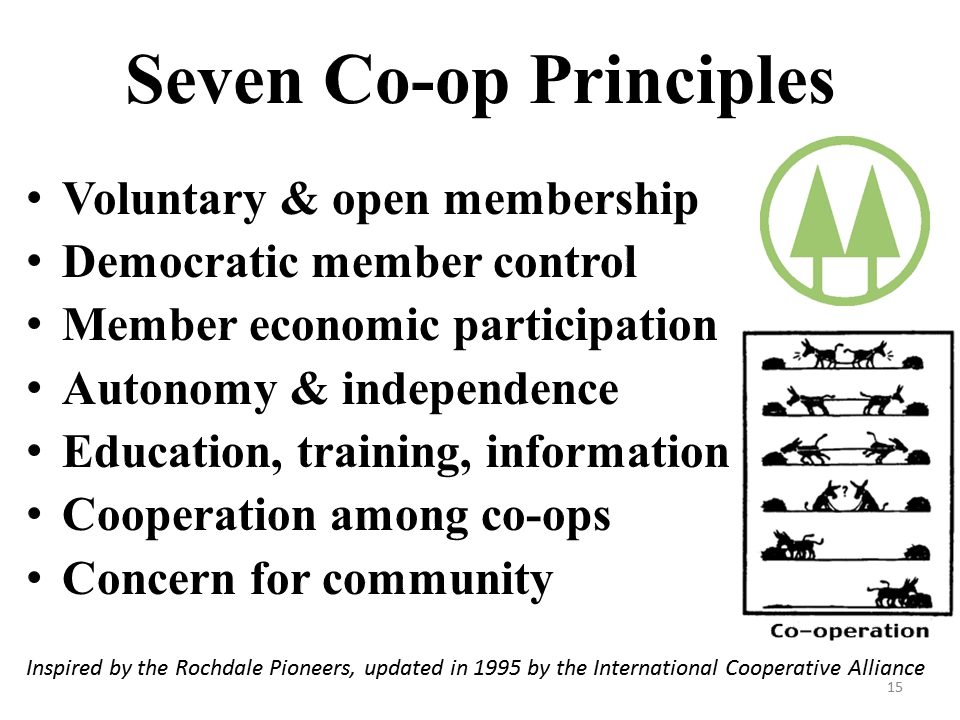 Seven Co-op Principles
• Voluntary & open membership
• Democratic member control
• Member economic participation
• Autonomy & independence
• Education, training, information
• Cooperation among co-ops
• Concern for community
?
Co-operation
Inspired by the Rochdale Pioneers, updated in 1995 by the International Cooperative Alliance
15